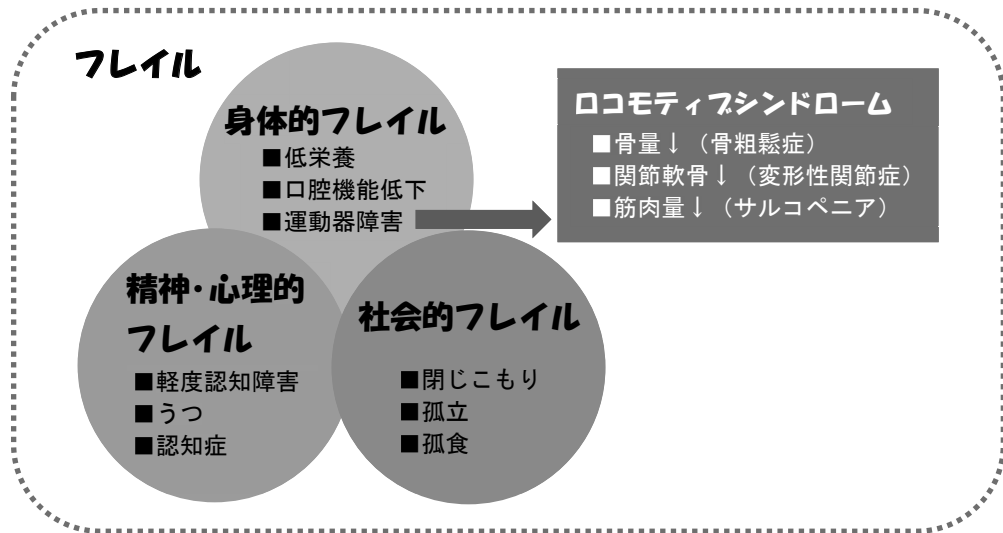 フレイル
身体的フレイル
■低栄養
■口腔機能低下
■運動器障害
ロコモティブシンドローム
■骨量↓（骨粗鬆症）
■関節軟骨↓（変形性関節症）
■筋肉量↓（サルコペニア）
精神・心理的
フレイル
■軽度認知障害
■うつ
■認知症
社会的フレイル
■閉じこもり
■孤立
■孤食